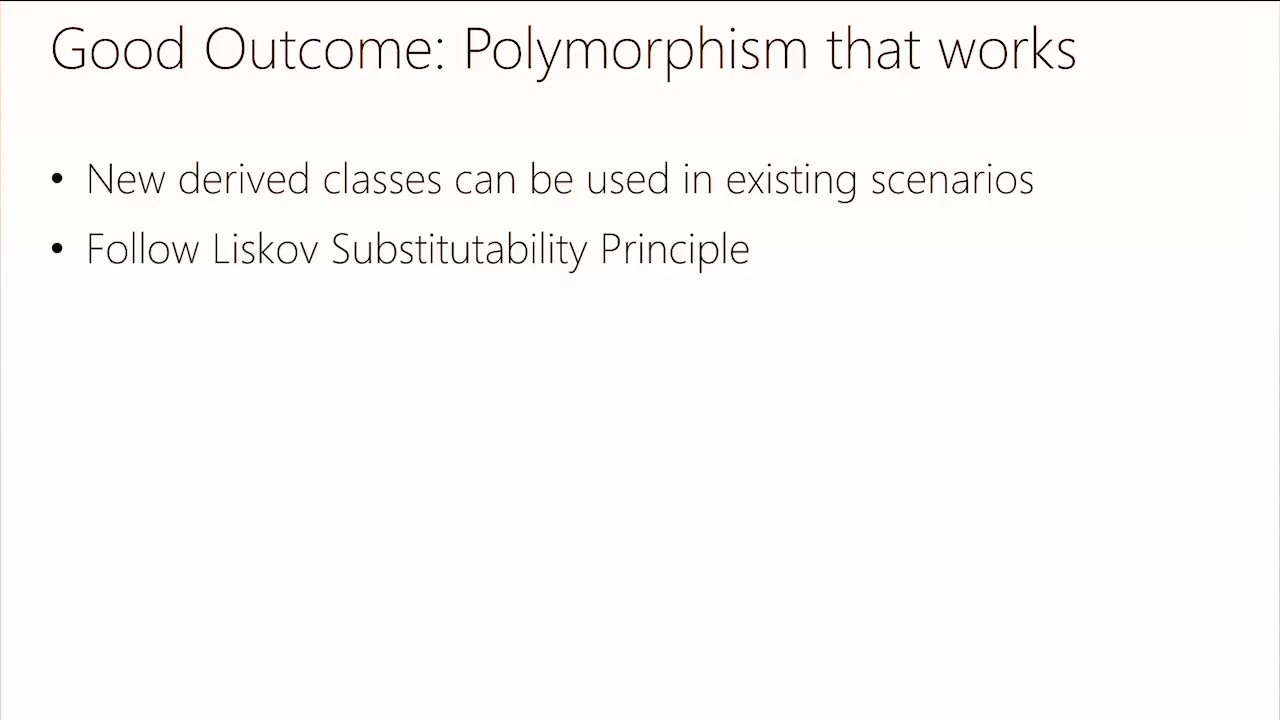 Good Outcome: Polymorphism that works
• New derived classes can be used in existing scenarios
• Follow Liskov Substitutability Principle